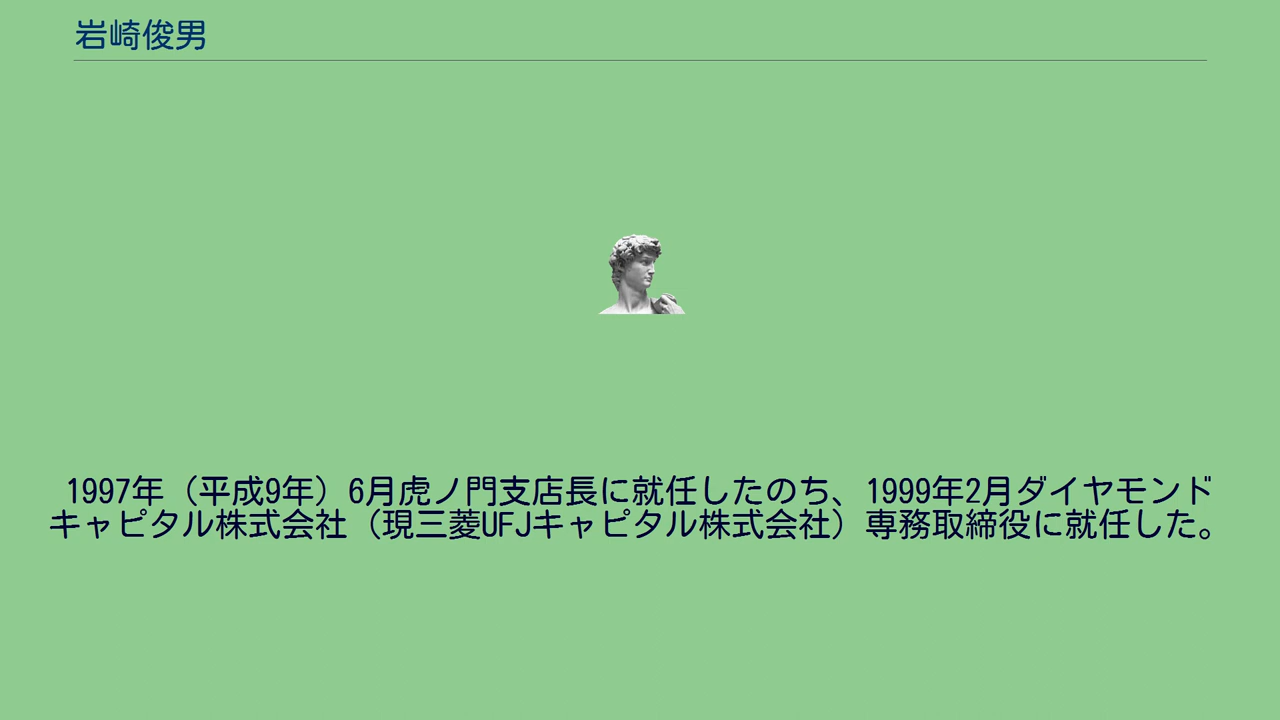 岩崎俊男
1997年（平成9年）6月虎ノ門支店長に就任したのち、1999年2月ダイヤモンド
キャピタル株式会社（現三菱UFJキャピタル株式会社）専務取締役に就任した。